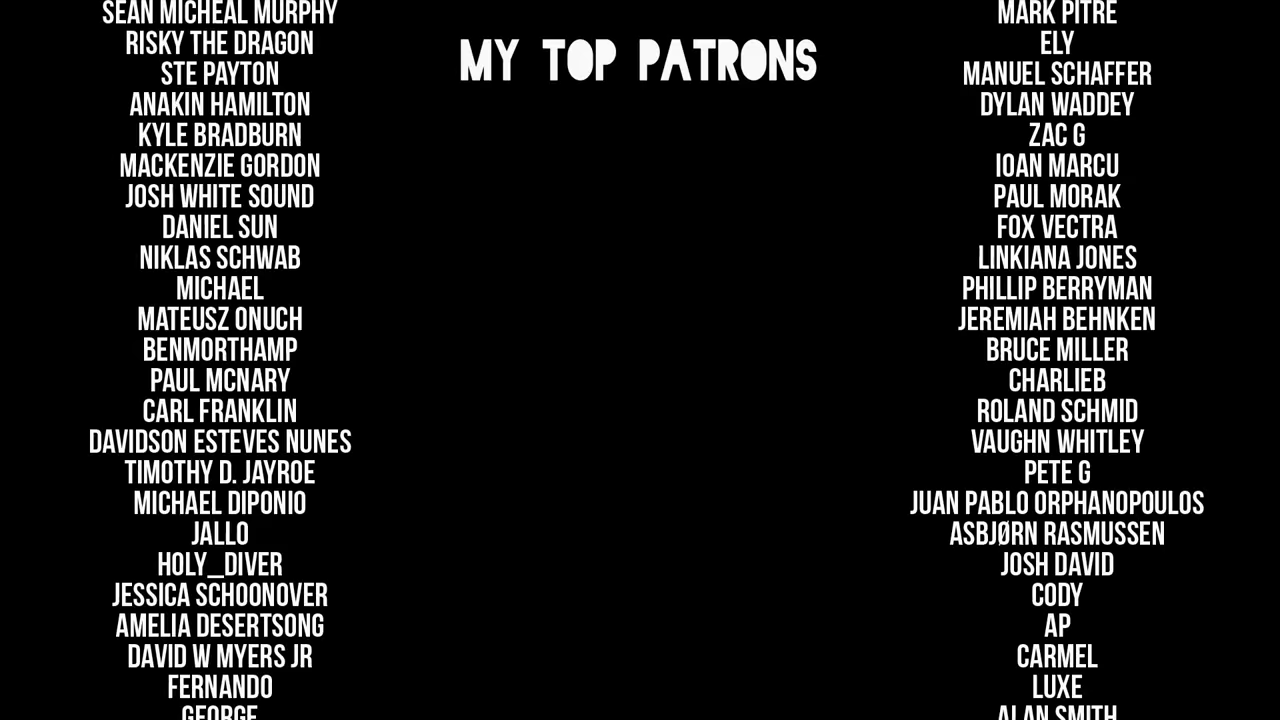 MY TOP PATRONS
SEAN MICHEAL MURPHY
RISKY THE DRAGON
STE PAYTON
ANAKIN HAMILTON
KYLE BRADBURN
MACKENZIE GORDON
JOSH WHITE SOUND
DANIEL SUN
NIKLAS SCHWAB
MICHAEL
MATEUSZ ONUCH
BENMORTHAMP
PAUL MCNARY
CARL FRANKLIN
DAVIDSON ESTEVES NUNES
TIMOTHY D. JAYROE
MICHAEL DIPONIO
JALLO
HOLY_DIVER
JESSICA SCHOONOVER
AMELIA DESERTSONG
DAVID W MYERS JR
FERNANDO
GEORGE
MARK PITRE
ELY
MANUEL SCHAFFER
DYLAN WADDEY
ZAC G
IOAN MARCU
PAUL MORAK
FOX VECTRA
LINKIANA JONES
PHILLIP BERRYMAN
JEREMIAH BEHNKEN
BRUCE MILLER
CHARLIEB
ROLAND SCHMID
VAUGHN WHITLEY
PETE G
JUAN PABLO ORPHANOPOULOS
ASBJØRN RASMUSSEN
JOSH DAVID
CODY
AP
CARMEL
LUXE
ALAN SMITH